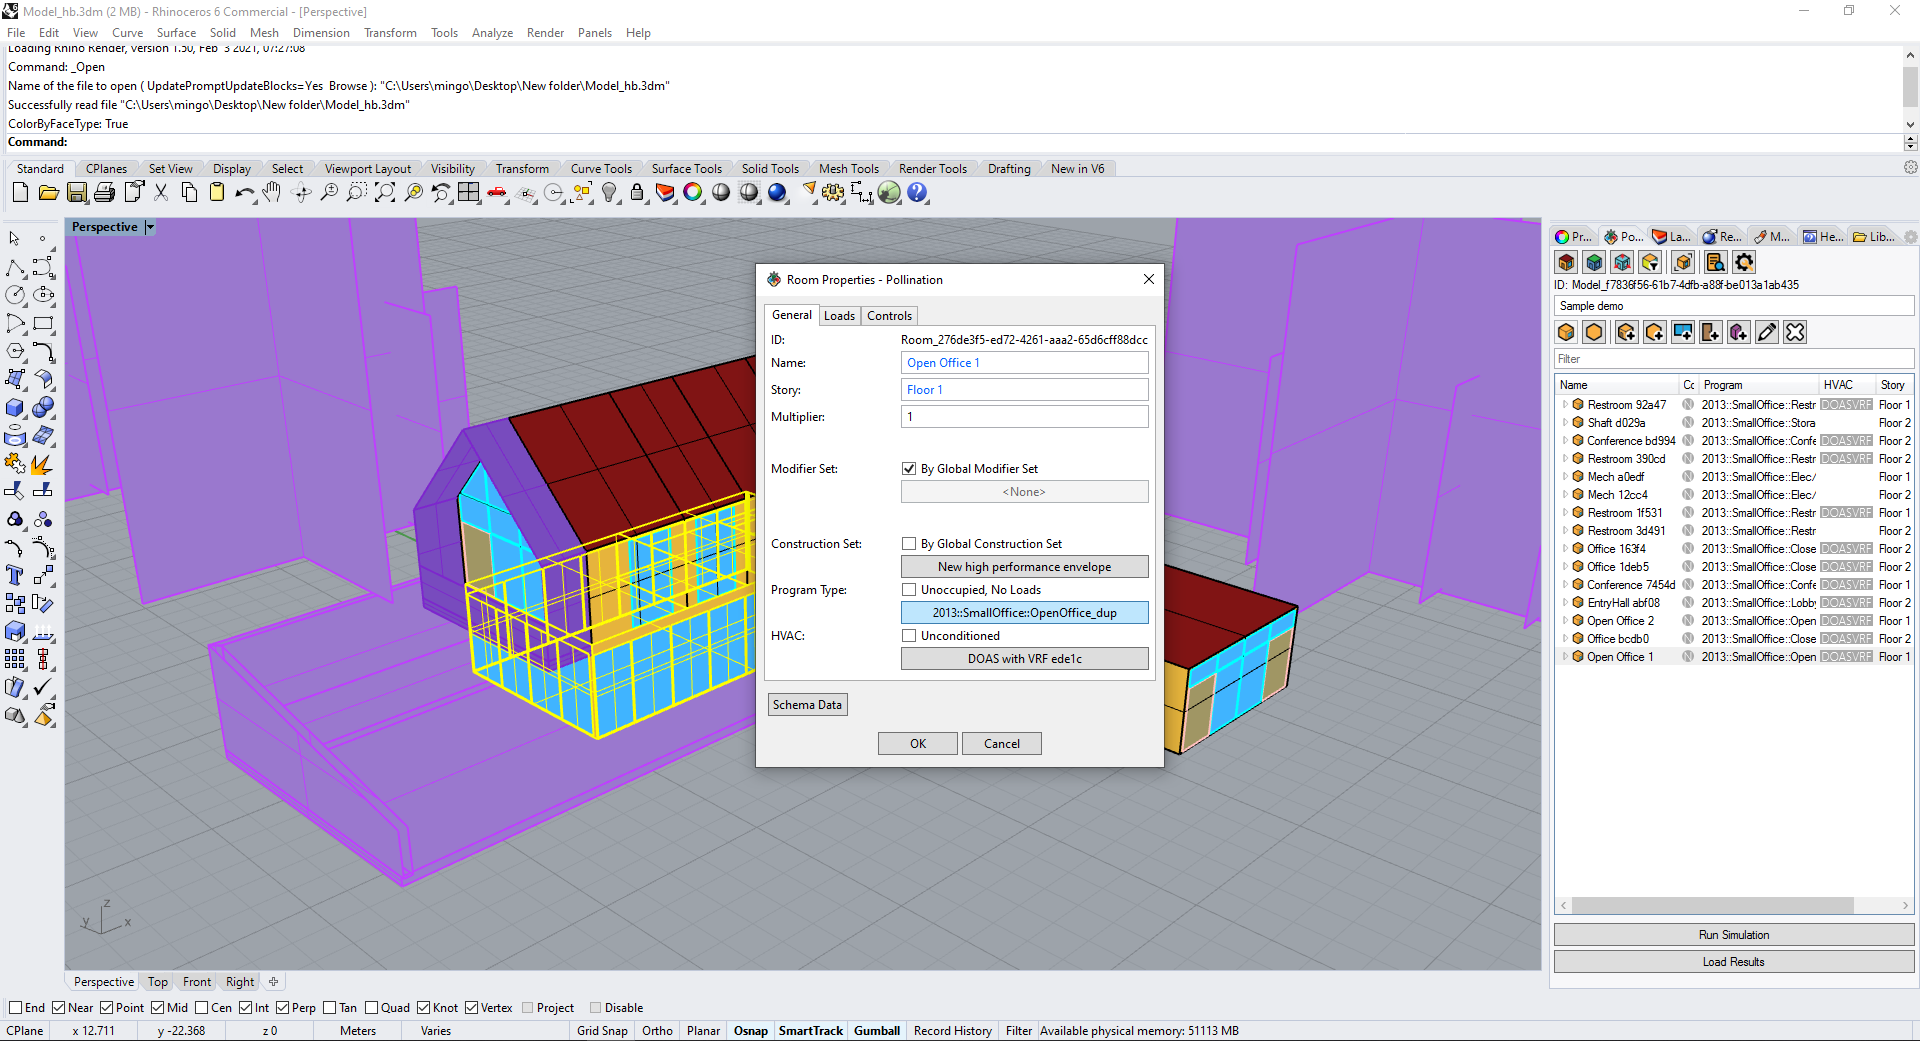 Model_hb.3dm (2 MB) - Rhinoceros 6 Commercial - [Perspective]
File Edit View Curve Surface Solid Mesh Dimension Transform Tools Analyze Render Panels Help
Loading Rhino Render, version 1.50, Feb 3 2021, 07:27:08
Command: _Open
Name of the file to open ( UpdatePromptUpdateBlocks=Yes Browse ): "C:\Users\mingo\Desktop\New folder\Model_hb.3dm"
Successfully read file "C:\Users\mingo\Desktop\New folder\Model_hb.3dm"
ColorByFaceType: True
Command:
Standard CPlanes Set View Display Select Viewport Layout Visibility Transform Curve Tools Surface Tools Solid Tools Mesh Tools Render Tools Drafting New in V6
Perspective
z
y
x
Room Properties - Pollination
General Loads Controls
ID: Room_276de3f5-ed72-4261-aaa2-65d6cff88dcc
Name: Open Office 1
Story: Floor 1
Multiplier: 1
Modifier Set: By Global Modifier Set
<None>
Construction Set: By Global Construction Set
New high performance envelope
Program Type: Unoccupied, No Loads
2013::SmallOffice::OpenOffice_dup
HVAC: Unconditioned
DOAS with VRF ede1c
Schema Data
OK Cancel
Pr... Po... La... Re... M... He... Lib...
ID: Model_f7836f56-61b7-4dfb-a88f-be013a1ab435
Sample demo
Filter
Name Cc Program HVAC Story
Restroom 92a47 N 2013::SmallOffice::Restr DOASVRF Floor 1
Shaft d029a N 2013::SmallOffice::Stora Floor 2
Conference bd994 N 2013::SmallOffice::Confe DOASVRF Floor 2
Restroom 390cd N 2013::SmallOffice::Restr DOASVRF Floor 2
Mech a0edf N 2013::SmallOffice::Elec/ Floor 1
Mech 12cc4 N 2013::SmallOffice::Elec/ Floor 2
Restroom 1f531 N 2013::SmallOffice::Restr DOASVRF Floor 1
Restroom 3d491 N 2013::SmallOffice::Restr Floor 2
Office 163f4 N 2013::SmallOffice::Close DOASVRF Floor 2
Office 1deb5 N 2013::SmallOffice::Close DOASVRF Floor 2
Conference 7454d N 2013::SmallOffice::Confe DOASVRF Floor 1
EntryHall abf08 N 2013::SmallOffice::Lobby DOASVRF Floor 2
Open Office 2 N 2013::SmallOffice::Open DOASVRF Floor 1
Office bcdb0 N 2013::SmallOffice::Close DOASVRF Floor 2
Open Office 1 N 2013::SmallOffice::Open DOASVRF Floor 1
Run Simulation
Load Results
Perspective Top Front Right
End Near Point Mid Cen Int Perp Tan Quad Knot Vertex Project Disable
CPlane x 12.711 y -22.368 z 0 Meters Varies Grid Snap Ortho Planar Osnap SmartTrack Gumball Record History Filter Available physical memory: 51113 MB